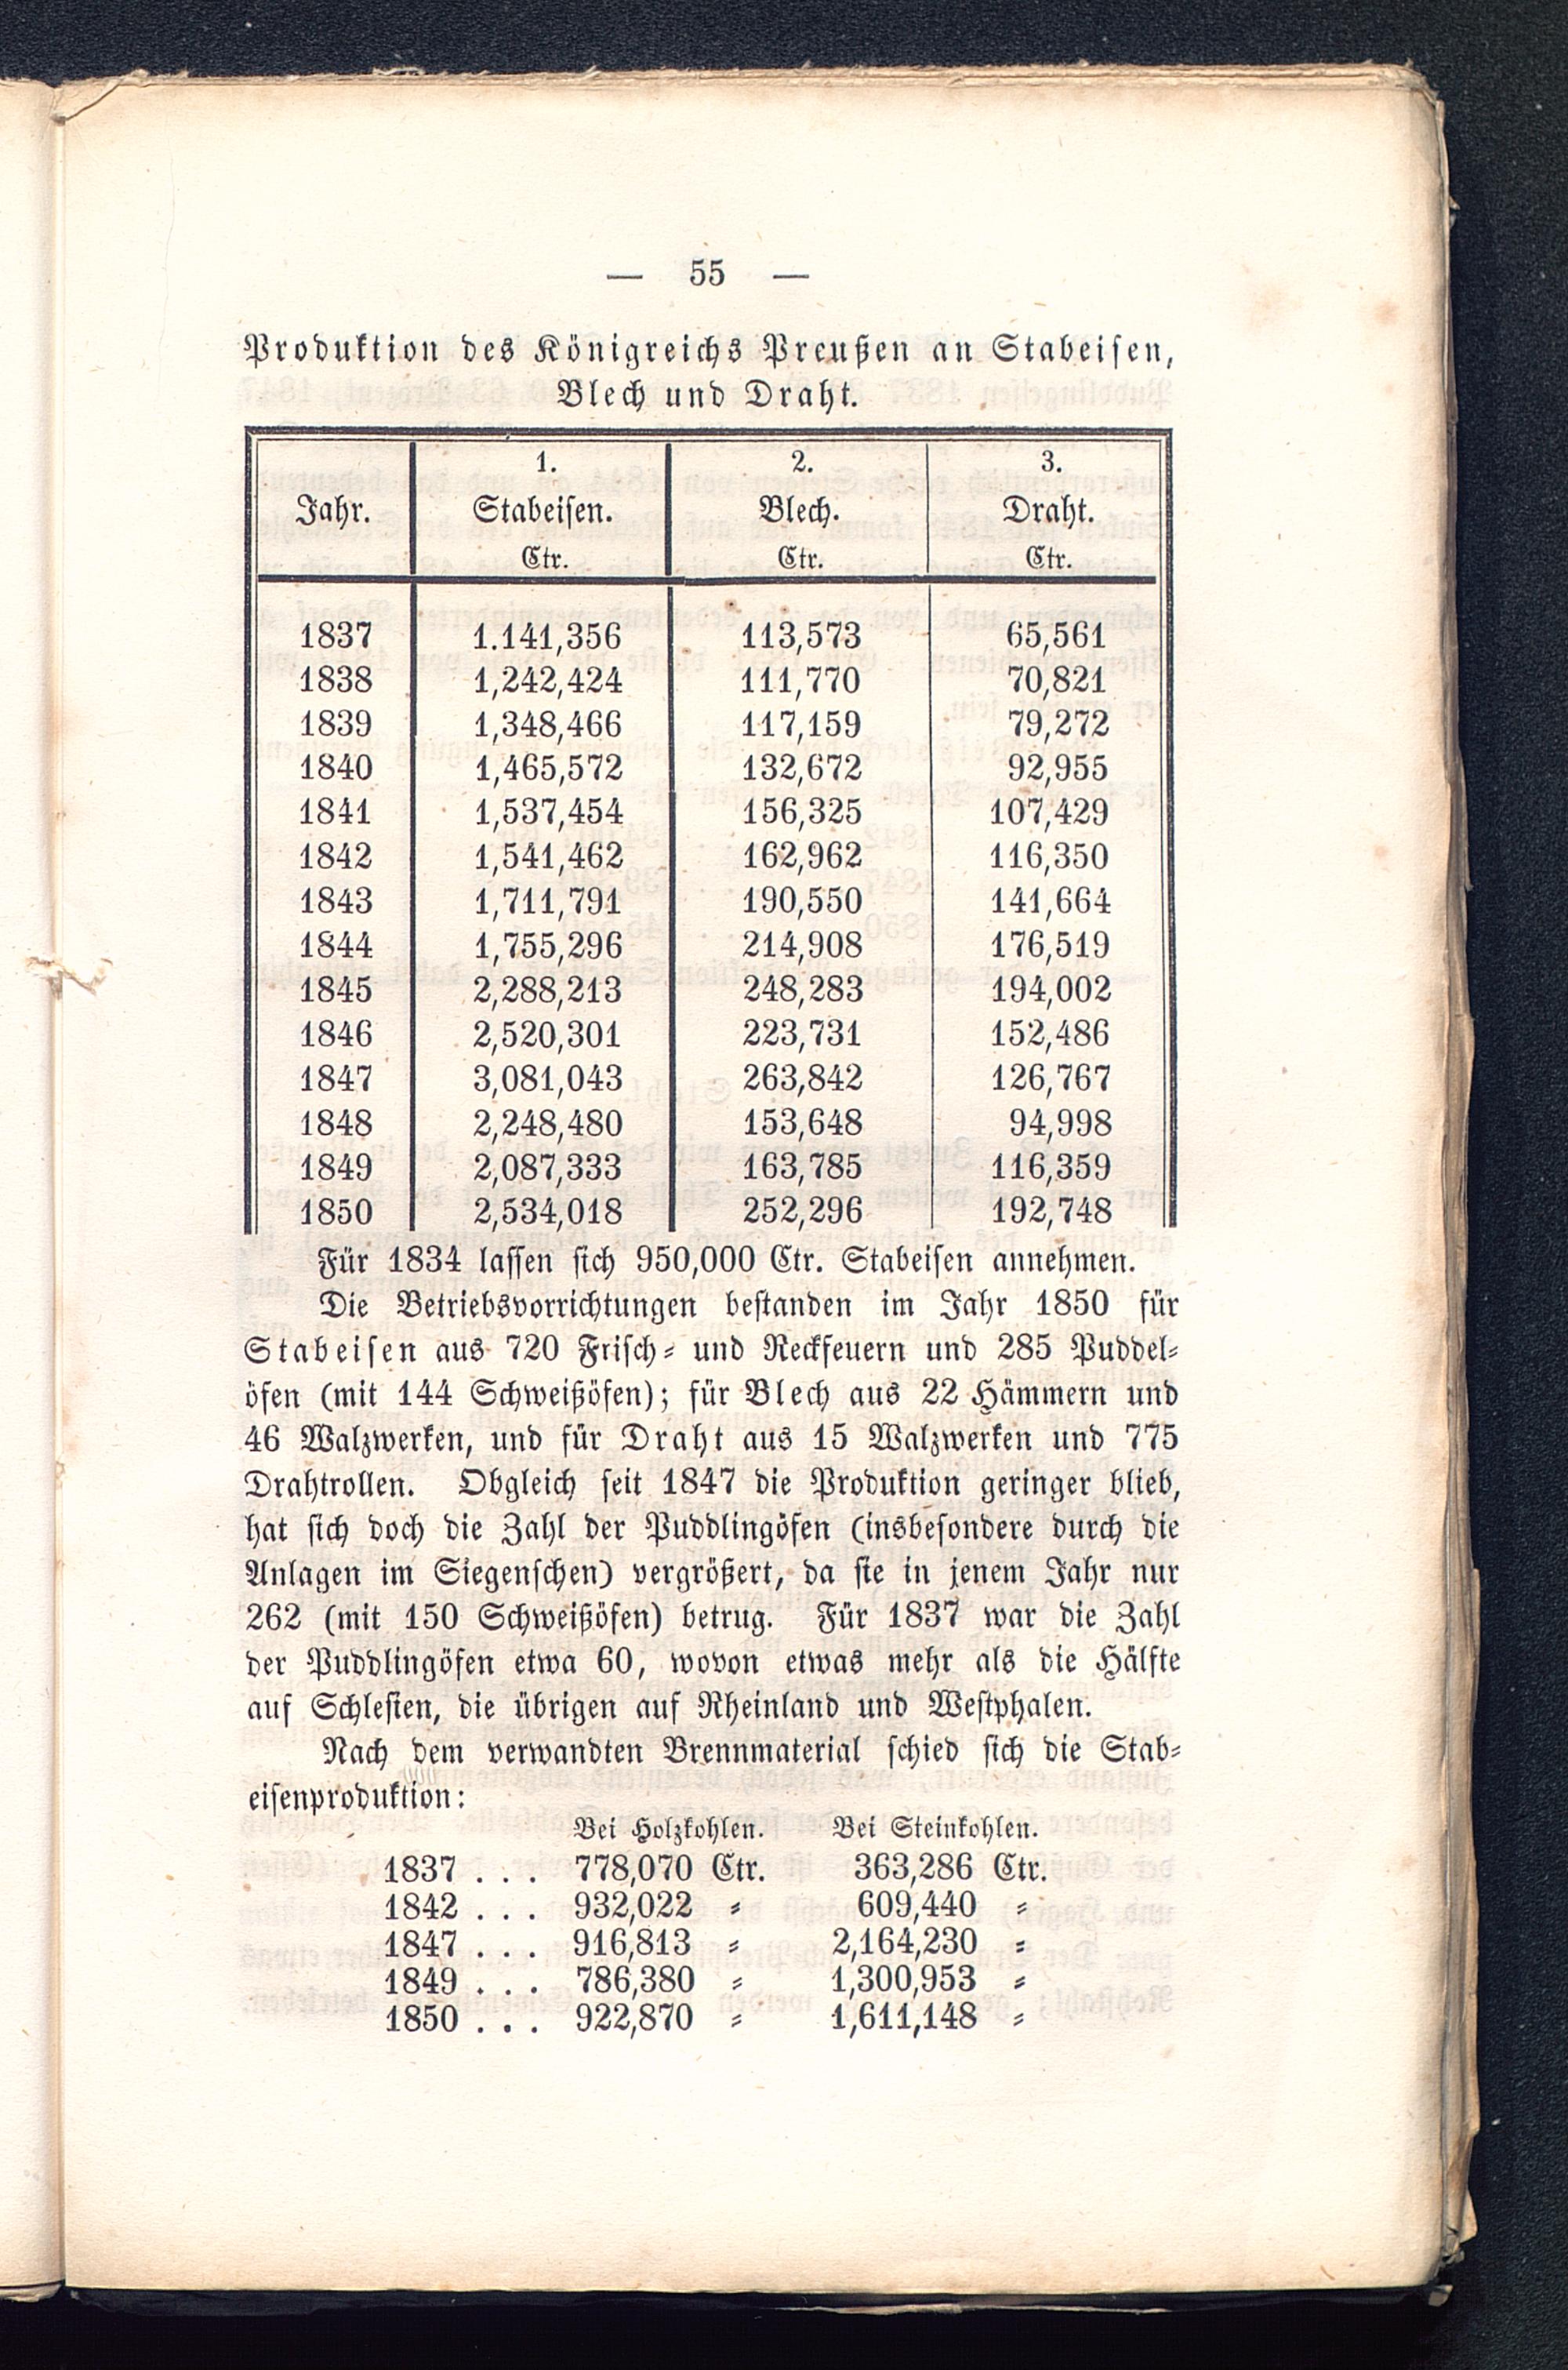 — 55 —
Produktion des Königreichs Preußen an Stabeisen,
Blech und Draht.
1. 2. 3.
Jahr. Stabeisen. Blech. Draht.
Ctr. Ctr. Ctr.
1837 1.141,356 113,573 65,561
1838 1,242,424 111,770 70,821
1839 1,348,466 117,159 79,272
1840 1,465,572 132,672 92,955
1841 1,537,454 156,325 107,429
1842 1,541,462 162,962 116,350
1843 1,711,791 190,550 141,664
1844 1,755,296 214,908 176,519
1845 2,288,213 248,283 194,002
1846 2,520,301 223,731 152,486
1847 3,081,043 263,842 126,767
1848 2,248,480 153,648 94,998
1849 2,087,333 163,785 116,359
1850 2,534,018 252,296 192,748
Für 1834 lassen sich 950,000 Ctr. Stabeisen annehmen.
Die Betriebsvorrichtungen bestanden im Jahr 1850 für
Stabeisen aus 720 Frisch- und Reckfeuern und 285 Puddel-
öfen (mit 144 Schweißöfen); für Blech aus 22 Hämmern und
46 Walzwerken, und für Draht aus 15 Walzwerken und 775
Drahtrollen. Obgleich seit 1847 die Produktion geringer blieb,
hat sich doch die Zahl der Puddlingöfen (insbesondere durch die
Anlagen im Siegenschen) vergrößert, da sie in jenem Jahr nur
262 (mit 150 Schweißöfen) betrug. Für 1837 war die Zahl
der Puddlingöfen etwa 60, wovon etwas mehr als die Hälfte
auf Schlesien, die übrigen auf Rheinland und Westphalen.
Nach dem verwandten Brennmaterial schied sich die Stab-
eisenproduktion:
Bei Holzkohlen. Bei Steinkohlen.
1837 . . . 778,070 Ctr. 363,286 Ctr.
1842 . . . 932,022 = 609,440 =
1847 . . . 916,813 = 2,164,230 =
1849 . . . 786,380 = 1,300,953 =
1850 . . . 922,870 = 1,611,148 =